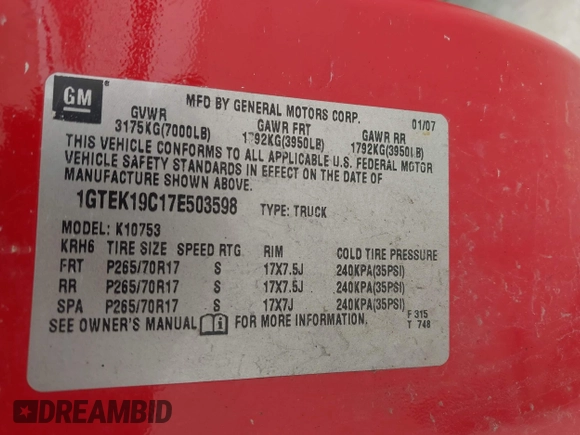 GM
MFD BY GENERAL MOTORS CORP. 01/07
GVWR GAWR FRT GAWR RR
3175KG(7000LB) 1792KG(3950LB) 1792KG(3950LB)
THIS VEHICLE CONFORMS TO ALL APPLICABLE U.S. FEDERAL MOTOR
VEHICLE SAFETY STANDARDS IN EFFECT ON THE DATE OF
MANUFACTURE SHOWN ABOVE.
1GTEK19C17E503598 TYPE: TRUCK
MODEL: K10753
KRH6 TIRE SIZE SPEED RTG RIM COLD TIRE PRESSURE
FRT P265/70R17 S 17X7.5J 240KPA(35PSI)
RR P265/70R17 S 17X7.5J 240KPA(35PSI)
SPA P265/70R17 S 17X7J 240KPA(35PSI)
SEE OWNER'S MANUAL FOR MORE INFORMATION. F 315
T 748
DREAMBID